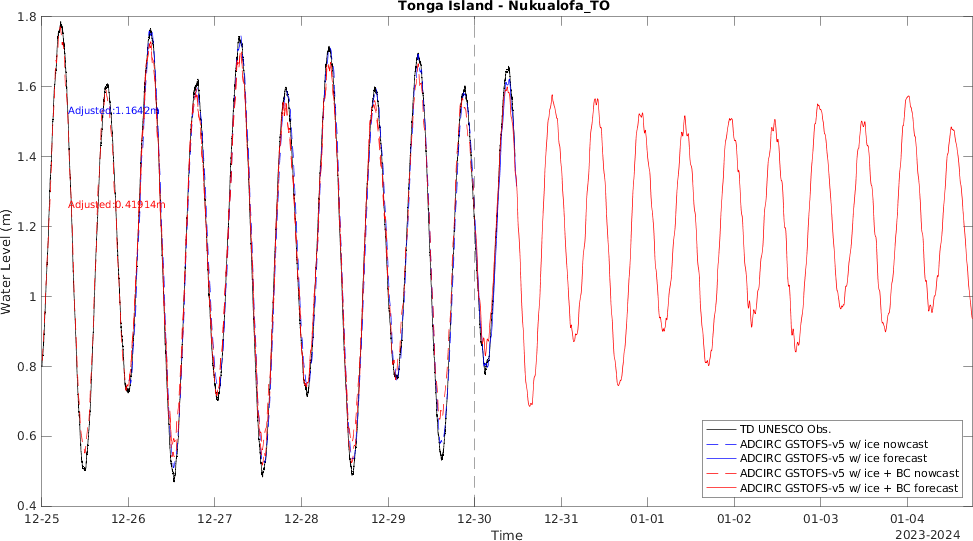 Tonga Island - Nukualofa_TO
1.8
1.6
1.4
1.2
1
0.8
0.6
0.4
Water Level (m)
Adjusted:1.1642m
Adjusted:0.41914m
TD UNESCO Obs.
ADCIRC GSTOFS-v5 w/ ice nowcast
ADCIRC GSTOFS-v5 w/ ice forecast
ADCIRC GSTOFS-v5 w/ ice + BC nowcast
ADCIRC GSTOFS-v5 w/ ice + BC forecast
12-25 12-26 12-27 12-28 12-29 12-30 12-31 01-01 01-02 01-03 01-04
Time
2023-2024